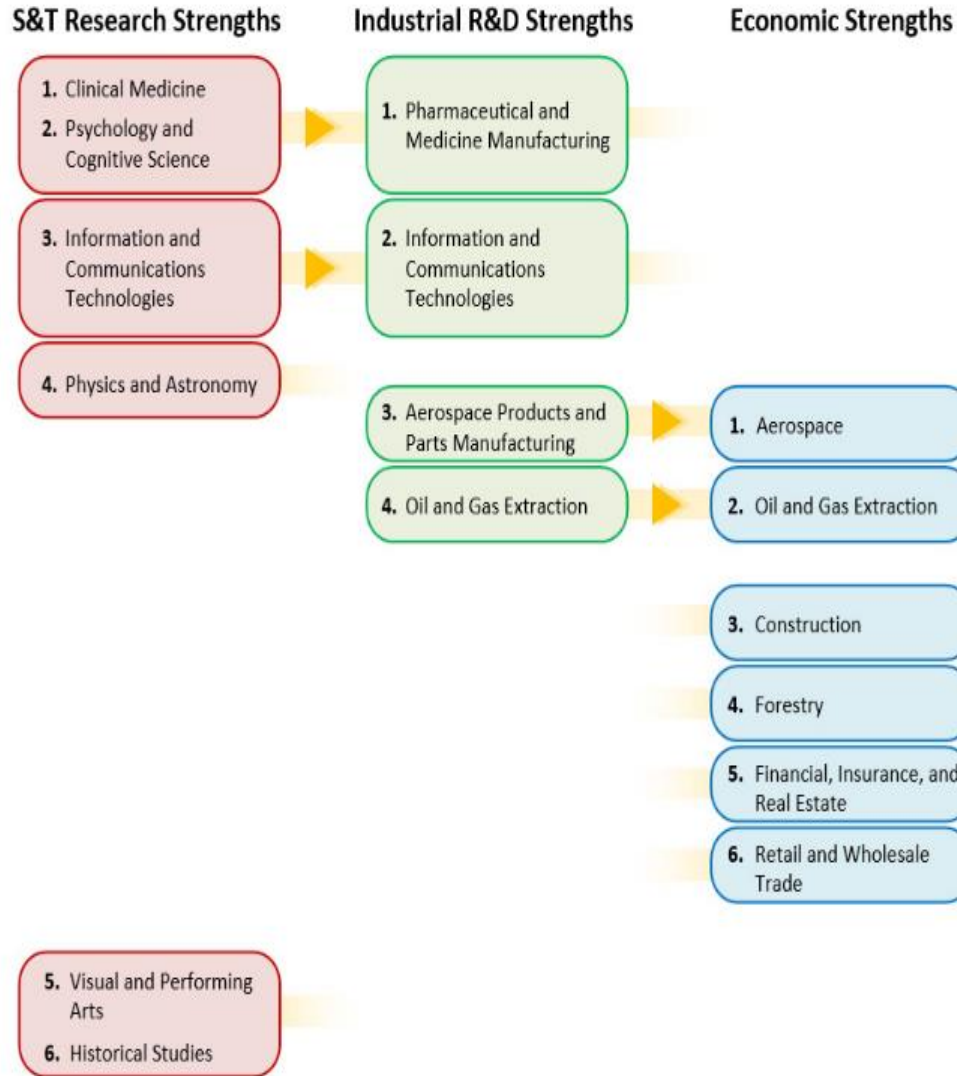 S&T Research Strengths
Industrial R&D Strengths
Economic Strengths
1. Clinical Medicine
2. Psychology and
Cognitive Science
1. Pharmaceutical and
Medicine Manufacturing
3. Information and
Communications
Technologies
2. Information and
Communications
Technologies
4. Physics and Astronomy
3. Aerospace Products and
Parts Manufacturing
1. Aerospace
4. Oil and Gas Extraction
2. Oil and Gas Extraction
3. Construction
4. Forestry
5. Financial, Insurance, and
Real Estate
6. Retail and Wholesale
Trade
5. Visual and Performing
Arts
6. Historical Studies